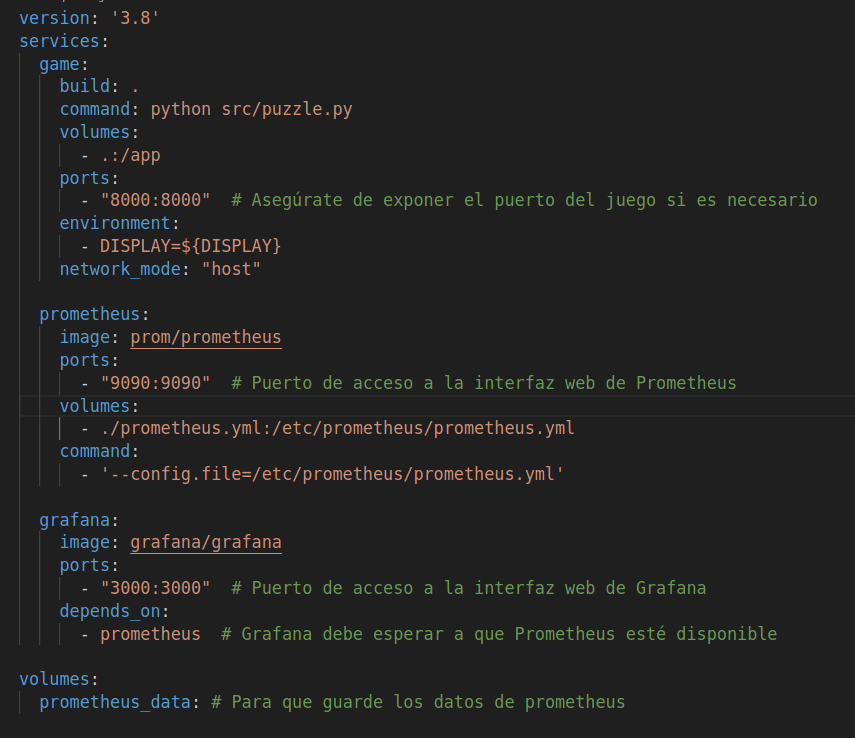 version: '3.8'
services:
  game:
    build: .
    command: python src/puzzle.py
    volumes:
      - .:/app
    ports:
      - "8000:8000"  # Asegúrate de exponer el puerto del juego si es necesario
    environment:
      - DISPLAY=${DISPLAY}
    network_mode: "host"

  prometheus:
    image: prom/prometheus
    ports:
      - "9090:9090"  # Puerto de acceso a la interfaz web de Prometheus
    volumes:
      - ./prometheus.yml:/etc/prometheus/prometheus.yml
    command:
      - '--config.file=/etc/prometheus/prometheus.yml'

  grafana:
    image: grafana/grafana
    ports:
      - "3000:3000"  # Puerto de acceso a la interfaz web de Grafana
    depends_on:
      - prometheus  # Grafana debe esperar a que Prometheus esté disponible

volumes:
  prometheus_data: # Para que guarde los datos de prometheus